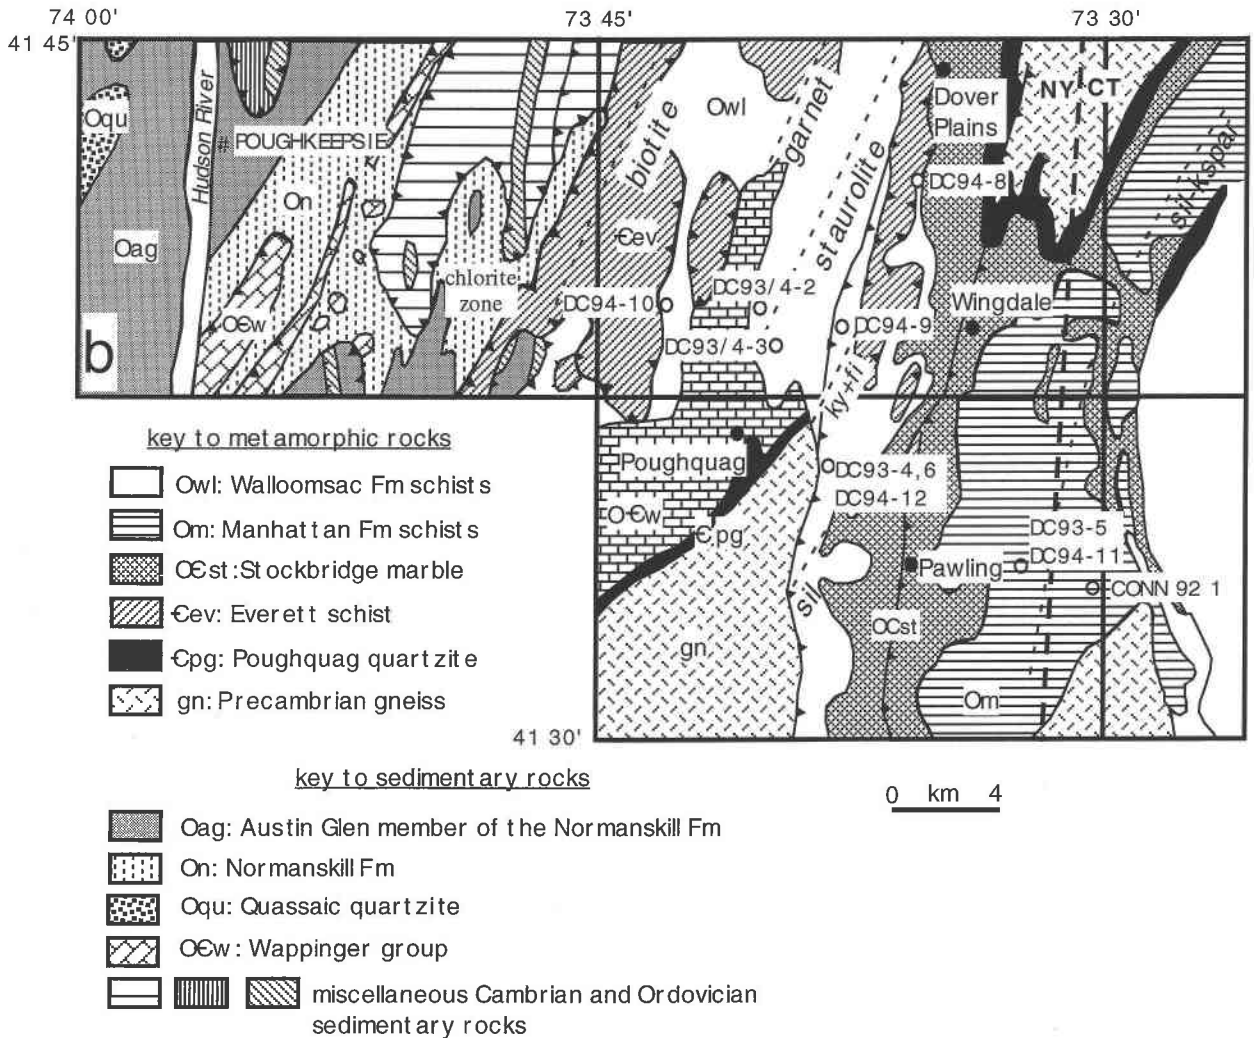 74 00'
73 45'
73 30'
41 45'
Oqu
Hudson River
# POUGHKEEPSIE
On
Oag
OЄw
chlorite
zone
b
biotite
Owl
garnet
staurolite
Єev
Dover
Plains
NY
CT
sil-kspar
DC94-8
DC94-10
DC93/4-2
DC93/4-3
DC94-9
Wingdale
ky+fi
Poughquag
DC93-4,6
DC94-12
OЄw
Єpg
DC93-5
DC94-11
Pawling
CONN 92 1
sil
gn
OЄst
Om
41 30'
0 km 4
key to metamorphic rocks
Owl: Walloomsac Fm schists
Om: Manhattan Fm schists
OЄst: Stockbridge marble
Єev: Everett schist
Єpg: Poughquag quartzite
gn: Precambrian gneiss
key to sedimentary rocks
Oag: Austin Glen member of the Normanskill Fm
On: Normanskill Fm
Oqu: Quassaic quartzite
OЄw: Wappinger group
miscellaneous Cambrian and Ordovician
sedimentary rocks